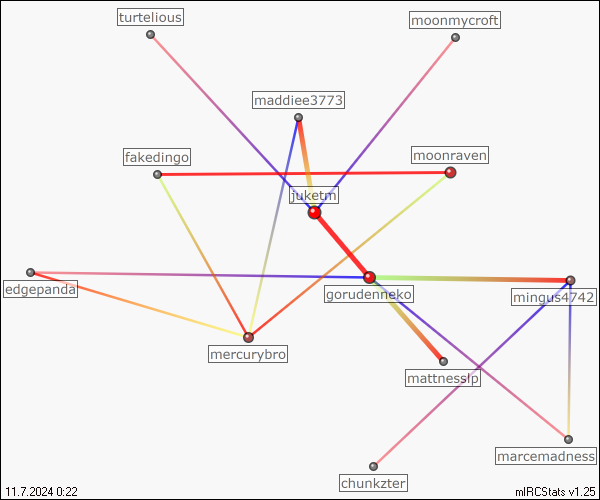 turtelious
moonmycroft
maddiee3773
fakedingo
moonraven
juketm
edgepanda
gorudenneko
mingus4742
mercurybro
mattnesslp
marcemadness
chunkzter
11.7.2024 0:22
mIRCStats v1.25